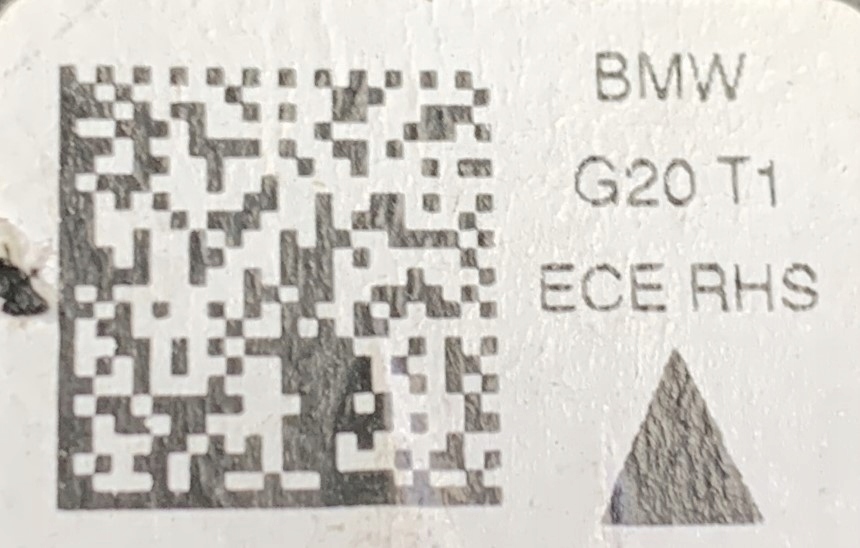 BMW
G20 T1
ECE RHS